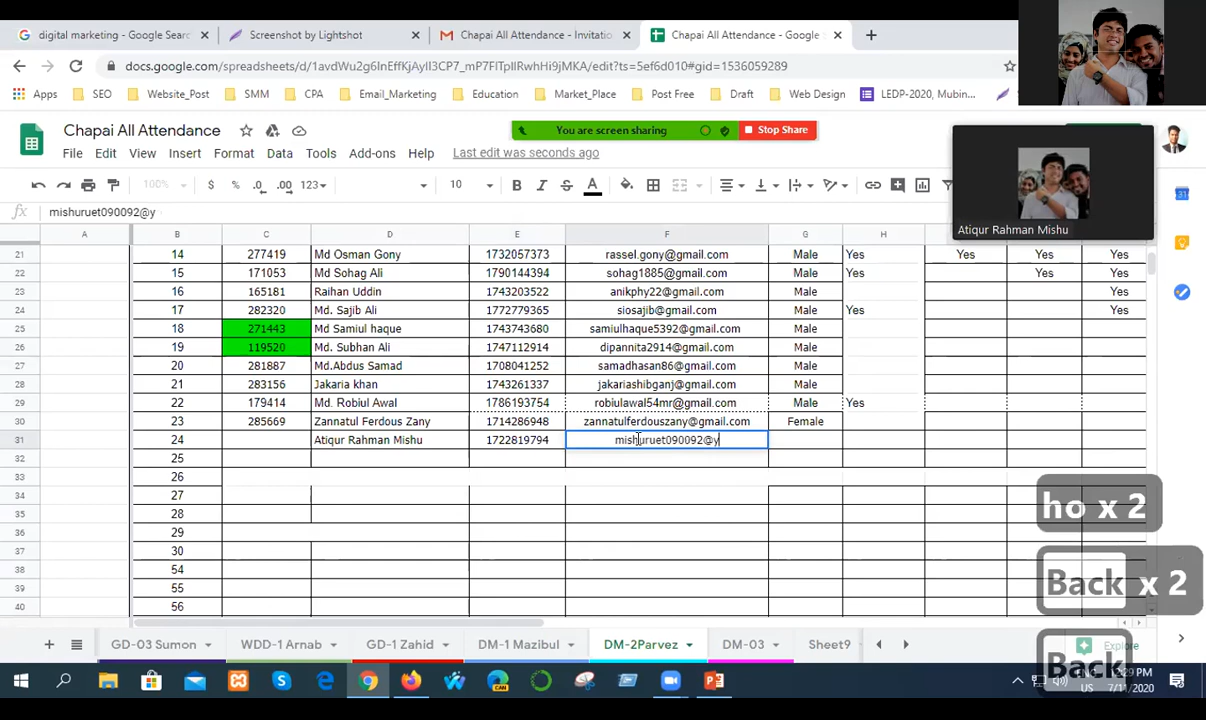 digital marketing - Google Sear
Screenshot by Lightshot
Chapai All Attendance - Invitatio
Chapai All Attendance - Google
docs.google.com/spreadsheets/d/1avdWu2g0InEffKjAyII3CP7_mP7FlTpIlRwhHi9jMKA/edit?ts=5ef6d010#gid=1536059289
Apps SEO Website_Post SMM CPA Email_Marketing Education Market_Place Post Free Draft Web Design LEDP-2020, Mubin...
Chapai All Attendance
You are screen sharing
Stop Share
File Edit View Insert Format Data Tools Add-ons Help Last edit was seconds ago
100% $ % .0 .00 123 10 B I S A
Atiqur Rahman Mishu
fx mishuruet090092@y
A B C D E F G H
21 14 277419 Md Osman Gony 1732057373 rassel.gony@gmail.com Male Yes Yes Yes Yes
22 15 171053 Md Sohag Ali 1790144394 sohag1885@gmail.com Male Yes Yes Yes
23 16 165181 Raihan Uddin 1743203522 anikphy22@gmail.com Male Yes
24 17 282320 Md. Sajib Ali 1772779365 siosajib@gmail.com Male Yes Yes
25 18 271443 Md Samiul haque 1743743680 samiulhaque5392@gmail.com Male
26 19 119520 Md. Subhan Ali 1747112914 dipannita2914@gmail.com Male
27 20 281887 Md.Abdus Samad 1708041252 samadhasan86@gmail.com Male
28 21 283156 Jakaria khan 1743261337 jakariashibganj@gmail.com Male
29 22 179414 Md. Robiul Awal 1786193754 robiulawal54mr@gmail.com Male Yes
30 23 285669 Zannatul Ferdous Zany 1714286948 zannatulferdouszany@gmail.com Female
31 24 Atiqur Rahman Mishu 1722819794 mishuruet090092@y
32 25
33 26
34 27
35 28
36 29
37 30
38 54
39 55
40 56
ho x 2
Back x 2
Back
GD-03 Sumon WDD-1 Arnab GD-1 Zahid DM-1 Mazibul DM-2Parvez DM-03 Sheet9 Explore
:29 PM
US 7/11/2020